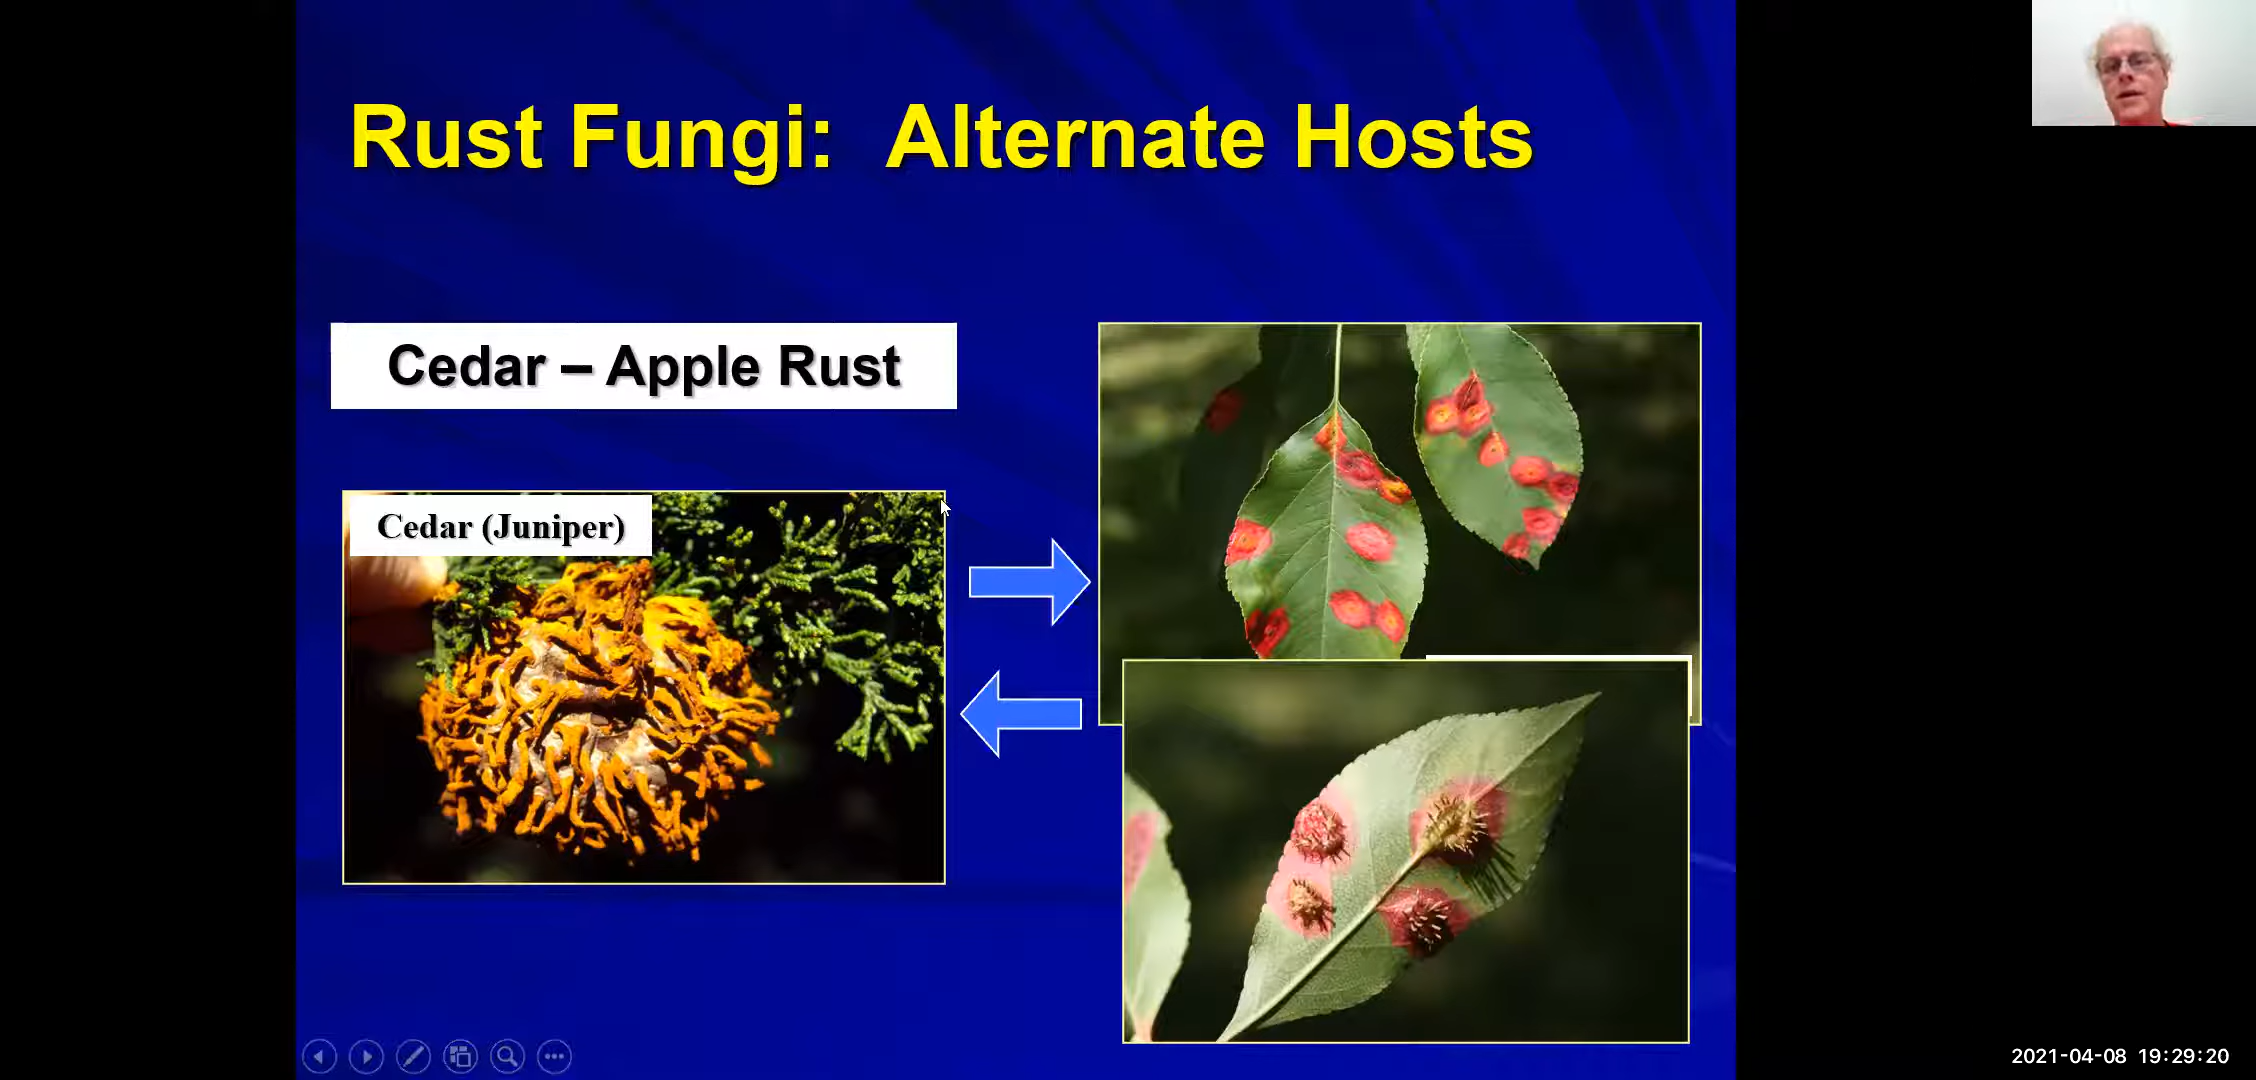 Rust Fungi: Alternate Hosts
Cedar – Apple Rust
Cedar (Juniper)
2021-04-08 19:29:20